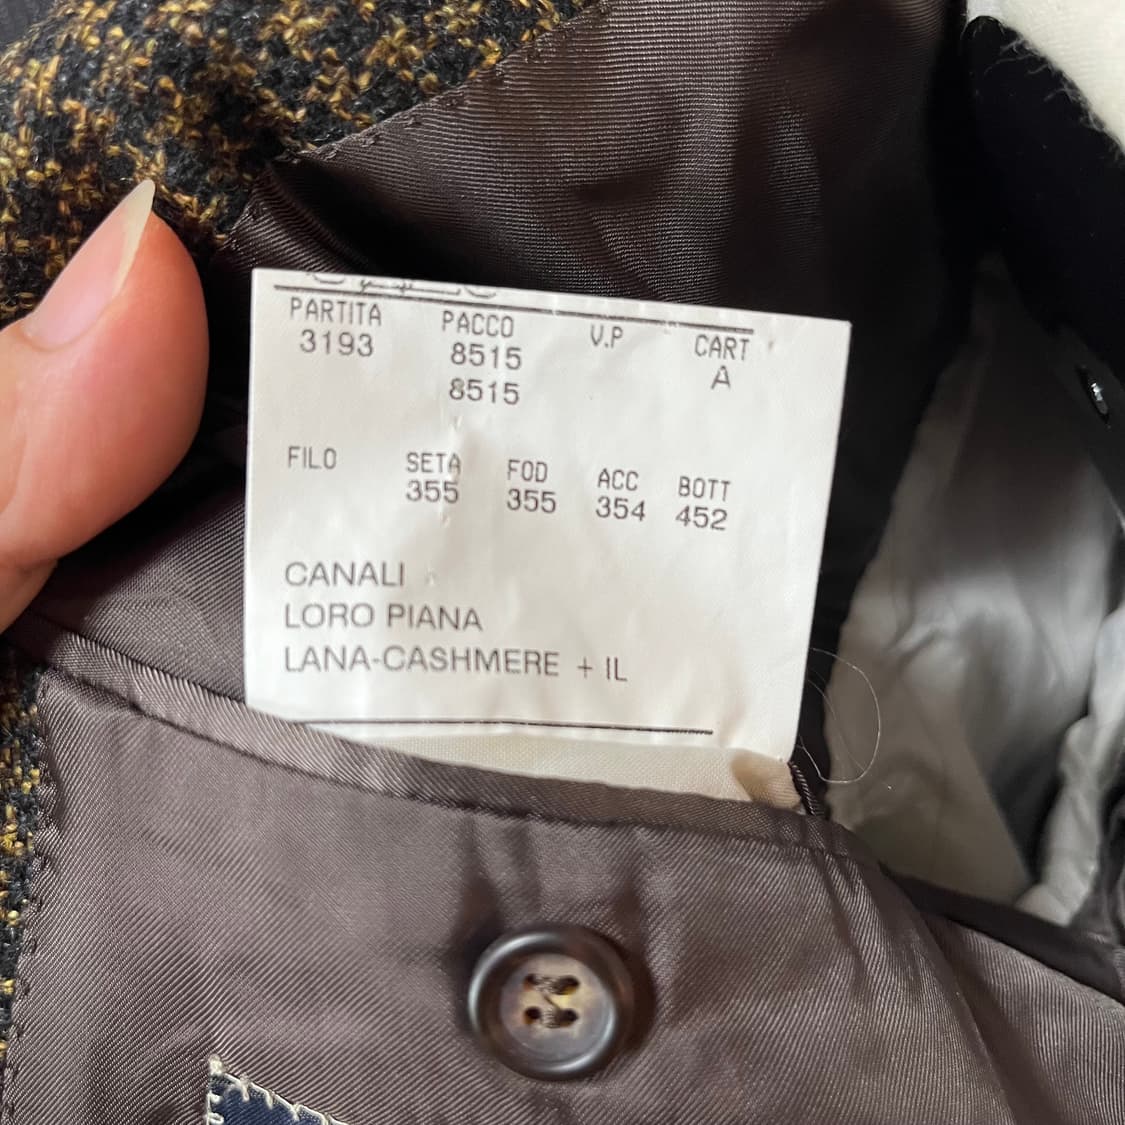 PARTITA PACCO V.P CART
3193 8515 A
8515
FILO SETA FOD ACC BOTT
355 355 354 452
CANALI
LORO PIANA
LANA-CASHMERE + IL